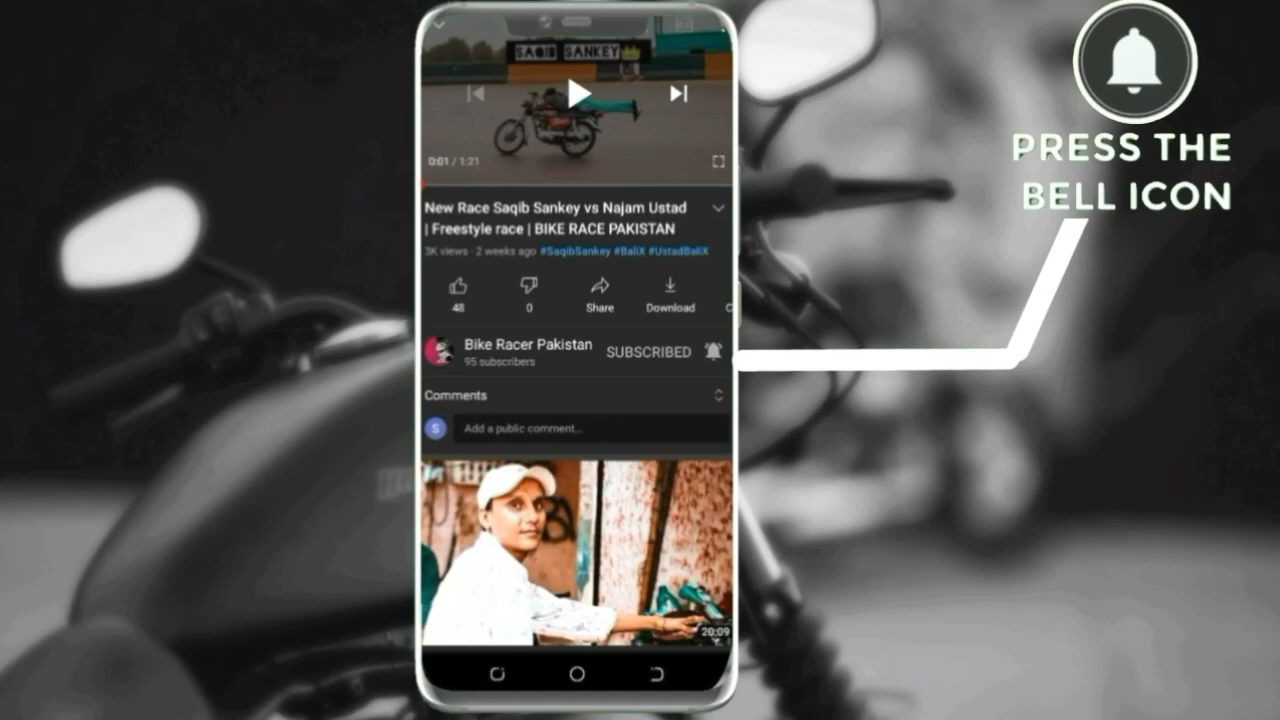 SAQIB SANKEY
0:01 / 1:21
New Race Saqib Sankey vs Najam Ustad
| Freestyle race | BIKE RACE PAKISTAN
3K views · 2 weeks ago #SaqibSankey #BaliX #UstadBaliX
48
0
Share
Download
C
Bike Racer Pakistan
95 subscribers
SUBSCRIBED
Comments
S
Add a public comment...
20:09
PRESS THE
BELL ICON